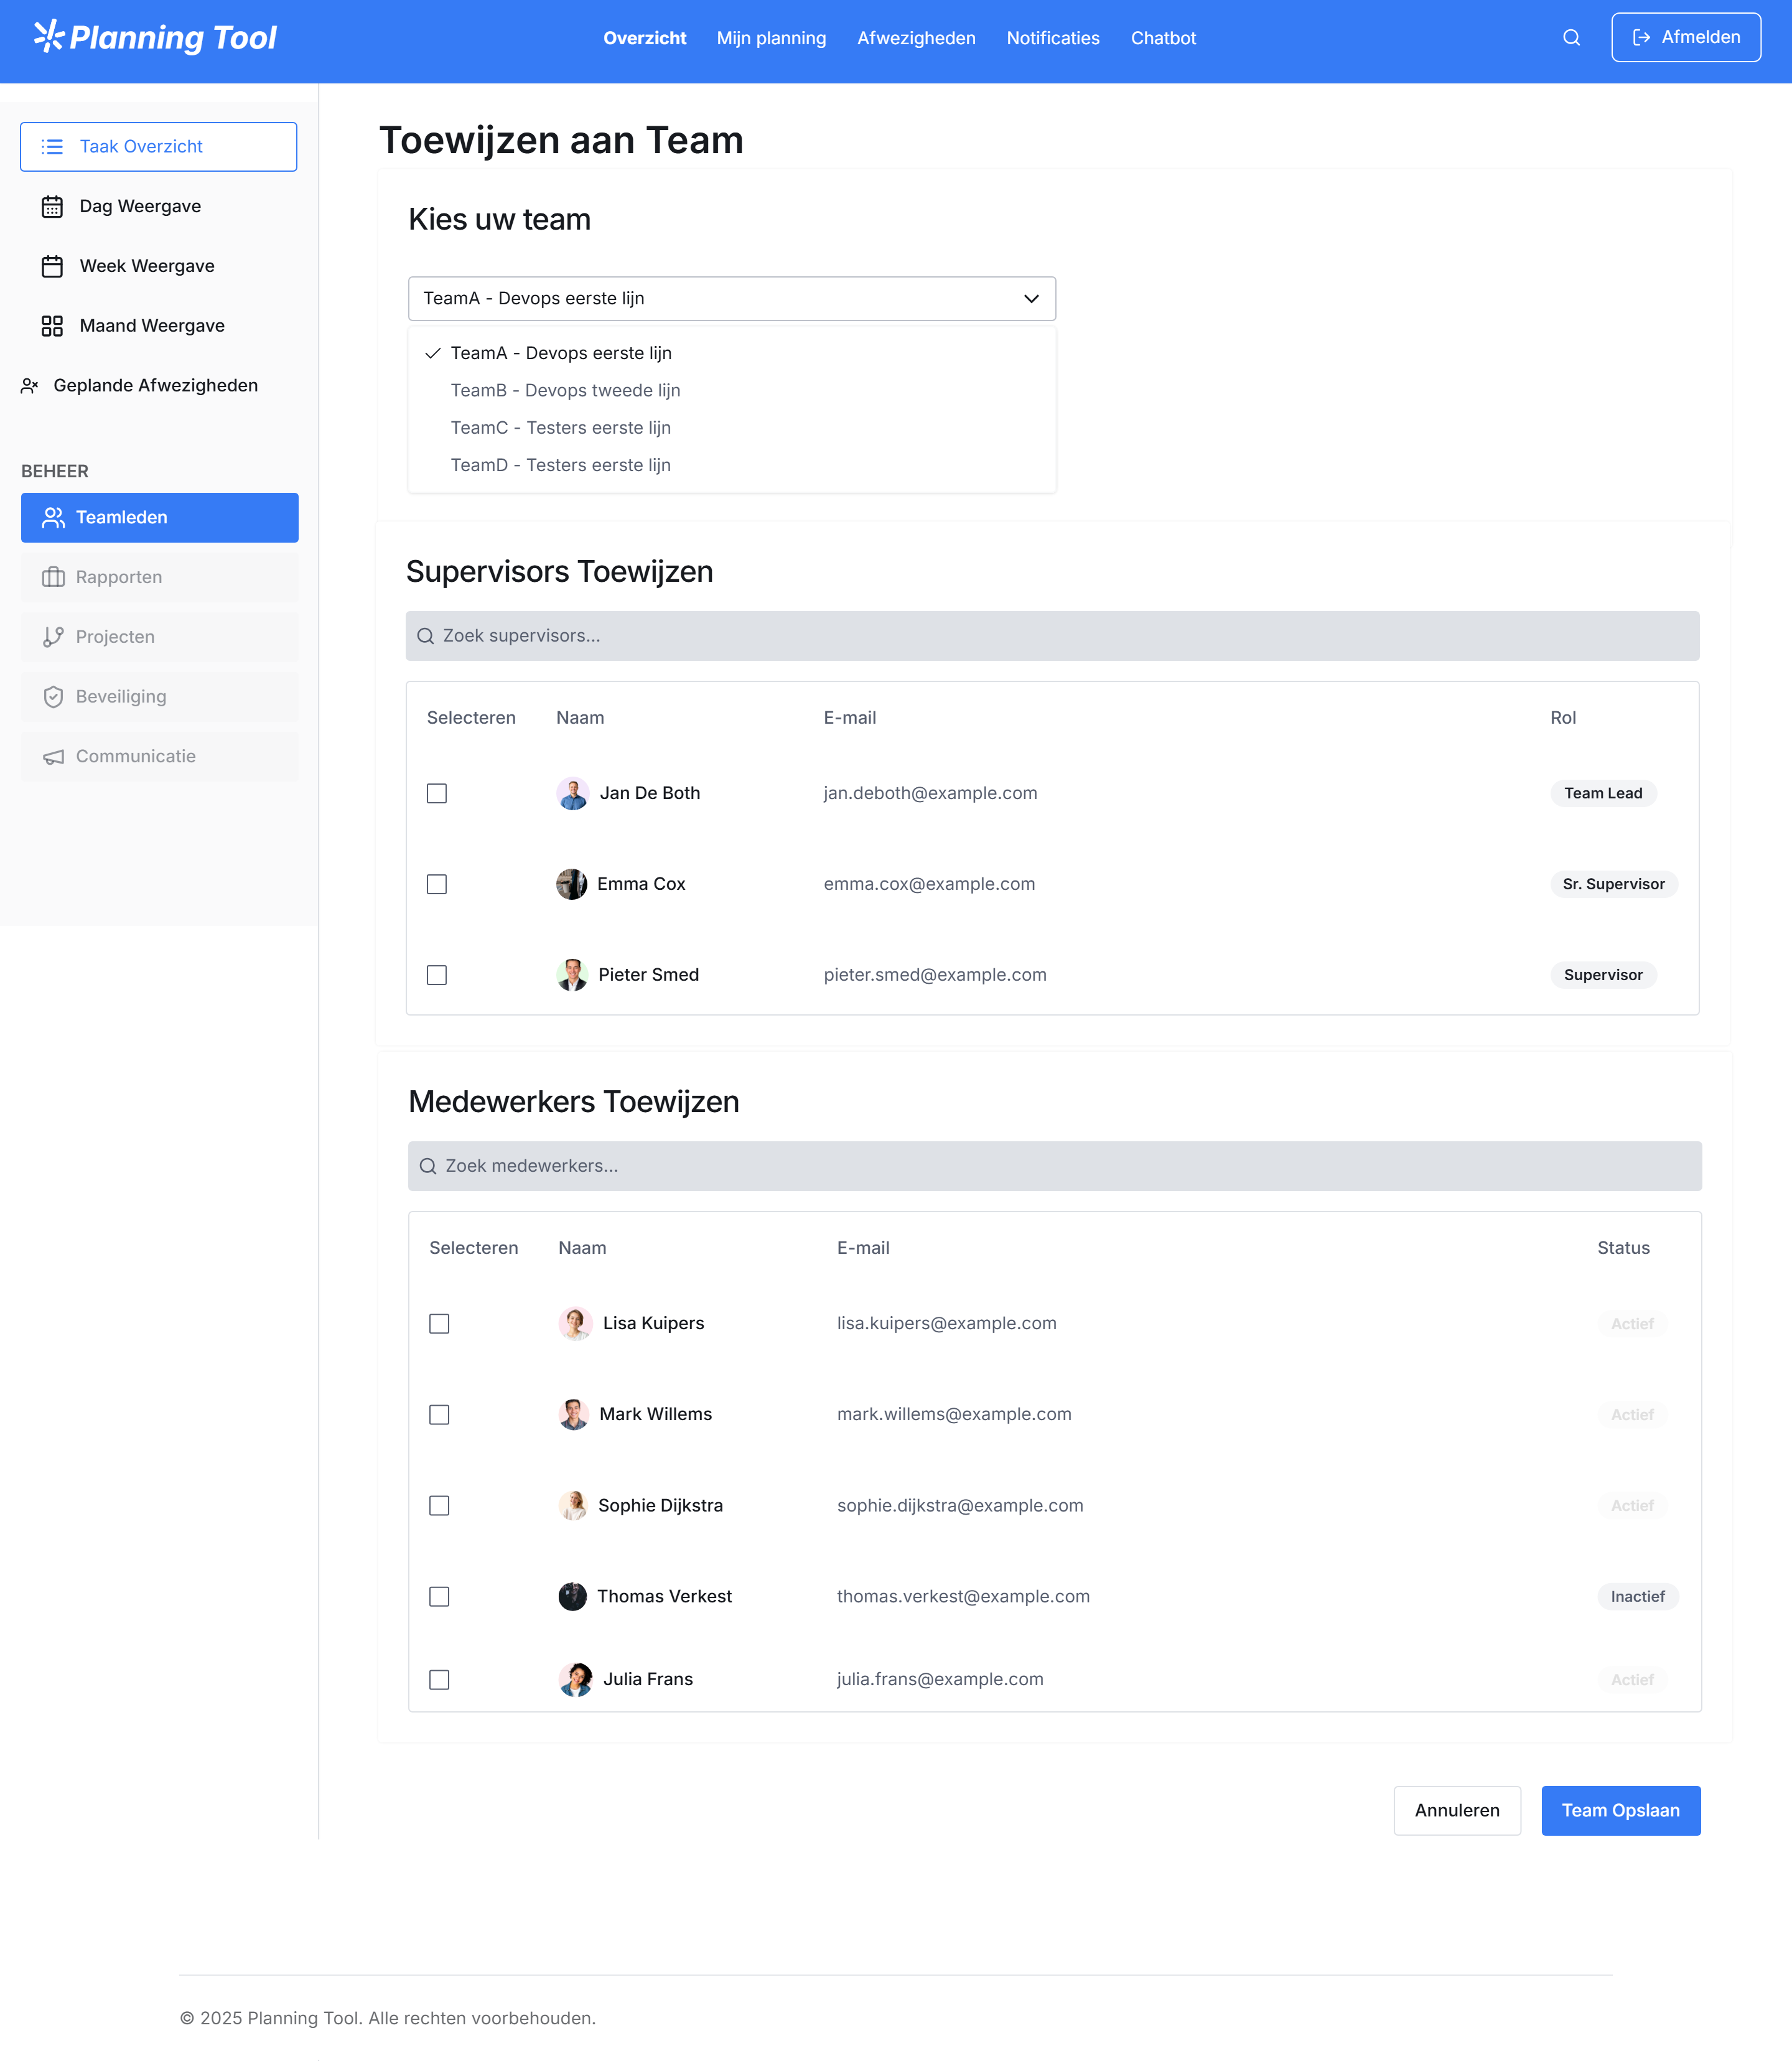 Planning Tool
Overzicht
Mijn planning
Afwezigheden
Notificaties
Chatbot
Afmelden
Taak Overzicht
Dag Weergave
Week Weergave
Maand Weergave
Geplande Afwezigheden
BEHEER
Teamleden
Rapporten
Projecten
Beveiliging
Communicatie
Toewijzen aan Team
Kies uw team
TeamA - Devops eerste lijn
TeamA - Devops eerste lijn
TeamB - Devops tweede lijn
TeamC - Testers eerste lijn
TeamD - Testers eerste lijn
Supervisors Toewijzen
Zoek supervisors...
Selecteren Naam E-mail Rol
Jan De Both jan.deboth@example.com Team Lead
Emma Cox emma.cox@example.com Sr. Supervisor
Pieter Smed pieter.smed@example.com Supervisor
Medewerkers Toewijzen
Zoek medewerkers...
Selecteren Naam E-mail Status
Lisa Kuipers lisa.kuipers@example.com Actief
Mark Willems mark.willems@example.com Actief
Sophie Dijkstra sophie.dijkstra@example.com Actief
Thomas Verkest thomas.verkest@example.com Inactief
Julia Frans julia.frans@example.com Actief
Annuleren
Team Opslaan
© 2025 Planning Tool. Alle rechten voorbehouden.